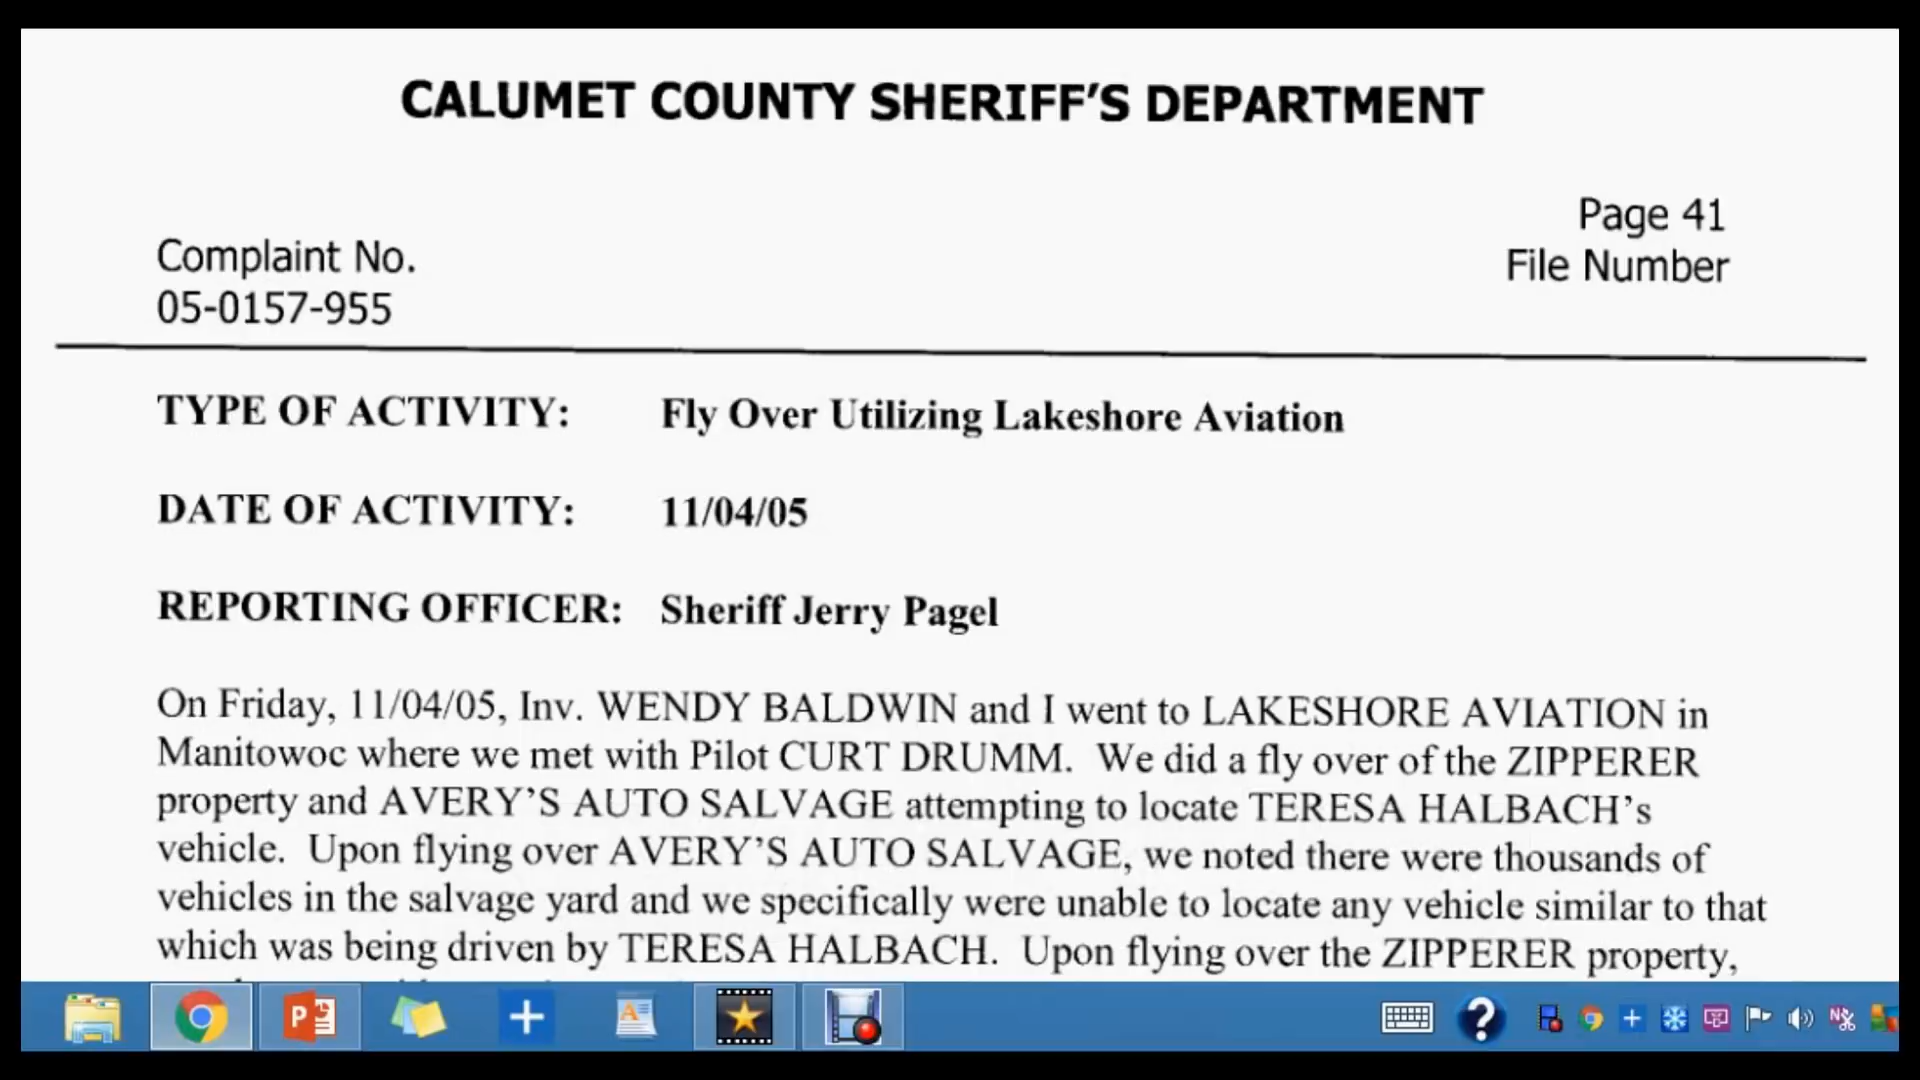 CALUMET COUNTY SHERIFF'S DEPARTMENT
Page 41
Complaint No.
File Number
05-0157-955
TYPE OF ACTIVITY: Fly Over Utilizing Lakeshore Aviation
DATE OF ACTIVITY: 11/04/05
REPORTING OFFICER: Sheriff Jerry Pagel
On Friday, 11/04/05, Inv. WENDY BALDWIN and I went to LAKESHORE AVIATION in
Manitowoc where we met with Pilot CURT DRUMM. We did a fly over of the ZIPPERER
property and AVERY'S AUTO SALVAGE attempting to locate TERESA HALBACH's
vehicle. Upon flying over AVERY'S AUTO SALVAGE, we noted there were thousands of
vehicles in the salvage yard and we specifically were unable to locate any vehicle similar to that
which was being driven by TERESA HALBACH. Upon flying over the ZIPPERER property,